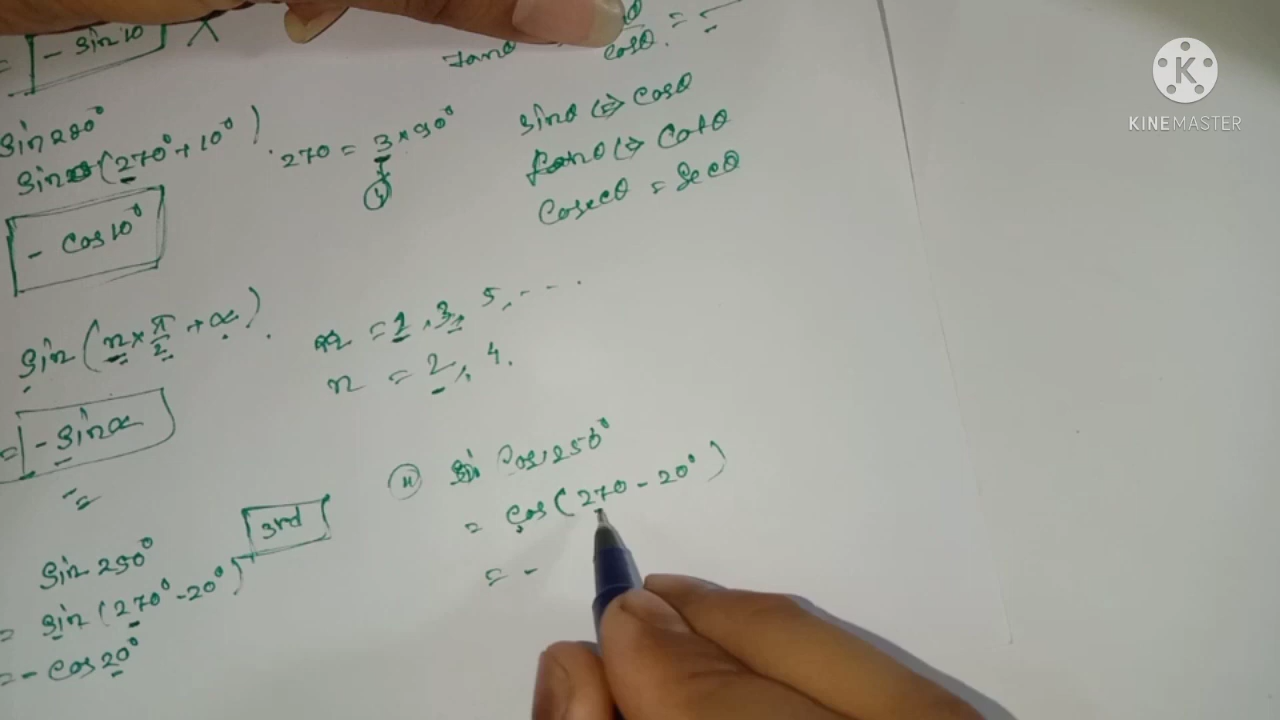 = - sin 10
sin 280°
sin (270° + 10°)
- cos 10°
270 = 3 × 90°
4
tanθ
cosθ =
sinθ ⇔ cosθ
tanθ ⇔ cotθ
cosecθ = secθ
sin (n × π/2 + α)
= - sin α
=
n = 1, 3, 5, ----
n = 2, 4.
sin 250°
3rd
= sin (270° - 20°)
= - cos 20°
(ii) cos 250°
= cos (270 - 20°)
= -
K
KINEMASTER